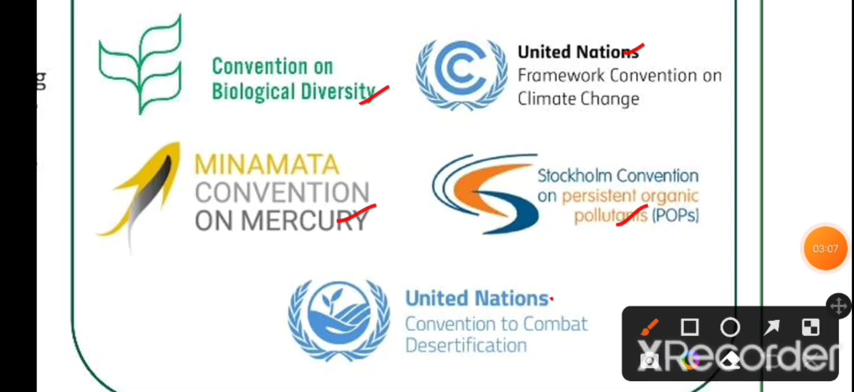 g
Convention on
Biological Diversity
United Nations
Framework Convention on
Climate Change
MINAMATA
CONVENTION
ON MERCURY
Stockholm Convention
on persistent organic
pollutants (POPs)
03:07
United Nations
Convention to Combat
Desertification
XRecorder